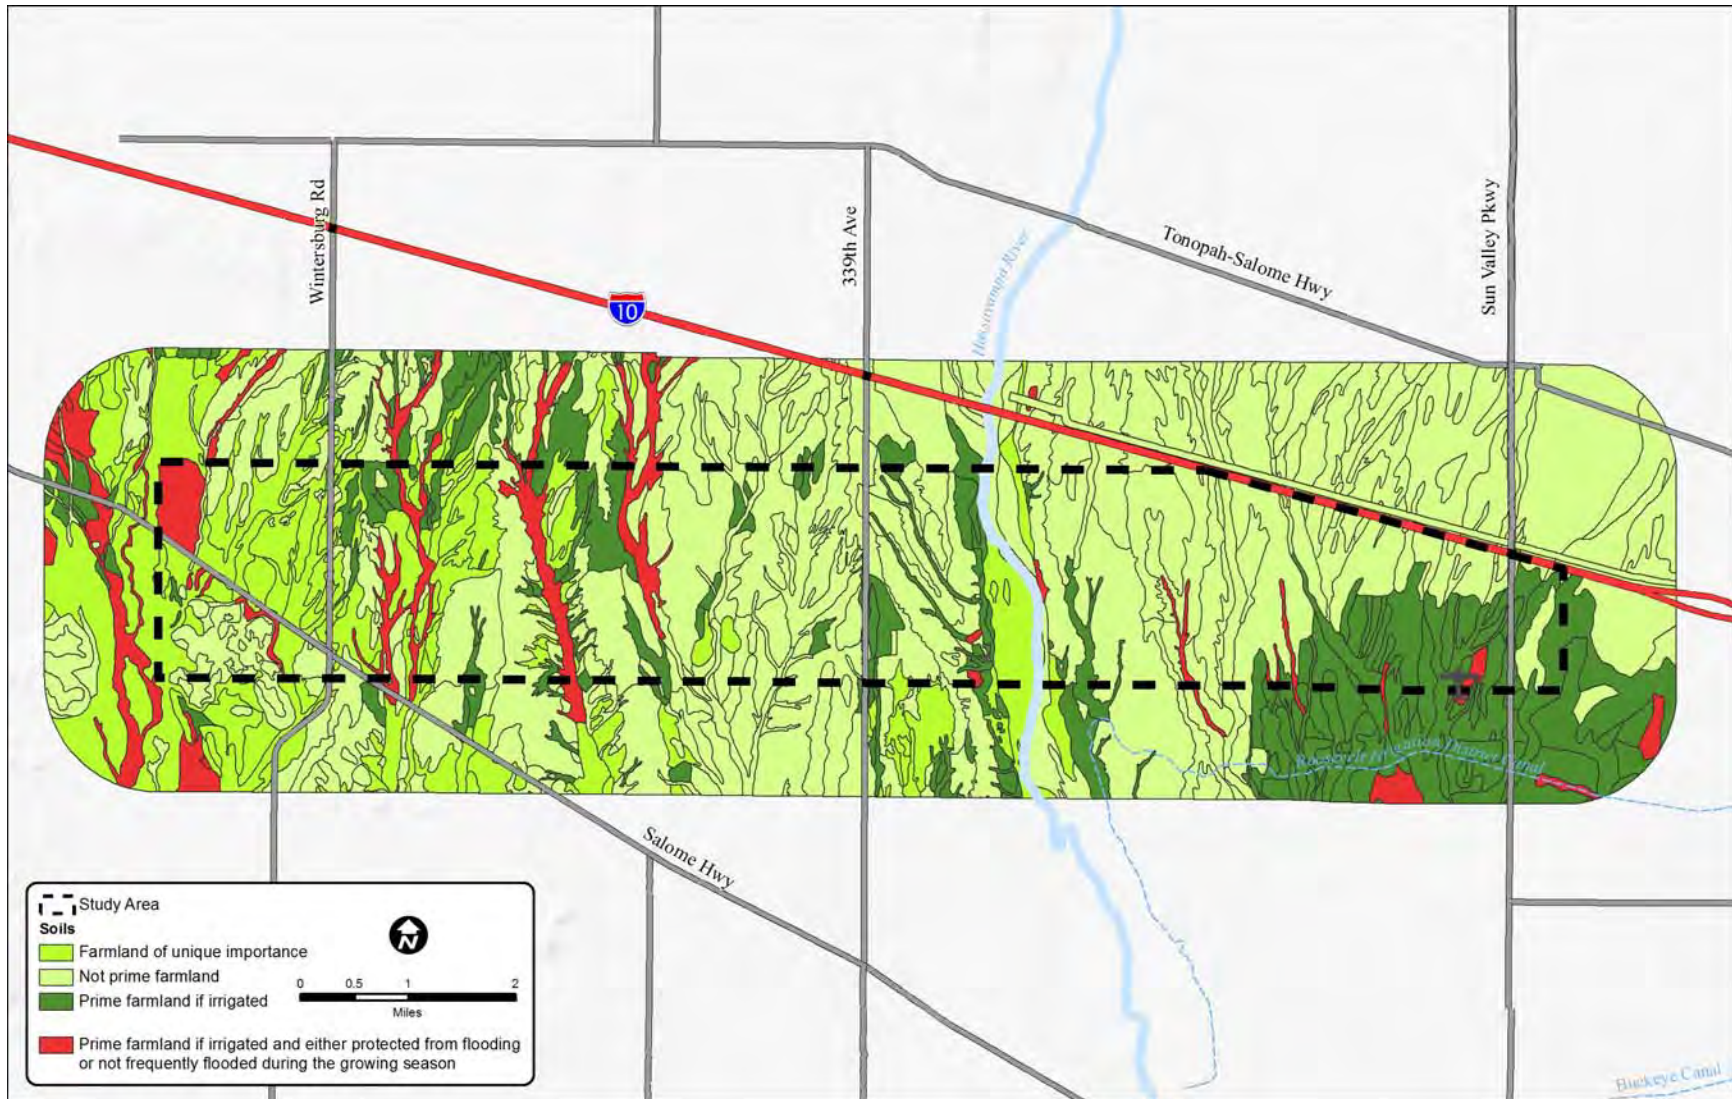 Wintersburg Rd
339th Ave
Hassayampa River
Tonopah-Salome Hwy
Sun Valley Pkwy
10
Roosevelt Irrigation District Canal
Salome Hwy
Buckeye Canal
Study Area
Soils
Farmland of unique importance
Not prime farmland
Prime farmland if irrigated
Prime farmland if irrigated and either protected from flooding
or not frequently flooded during the growing season
N
0 0.5 1 2
Miles